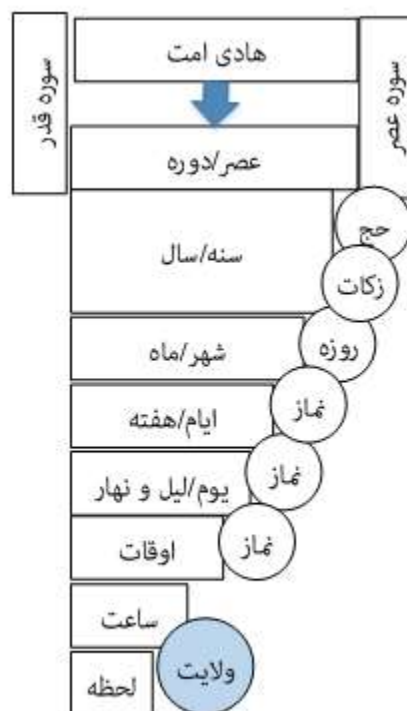 سوره عصر
هادی امت
سوره قدر
عصر/دوره
حج
سنه/سال
زکات
شهر/ماه
روزه
ایام/هفته
نماز
یوم/لیل و نهار
نماز
اوقات
نماز
ساعت
ولایت
لحظه